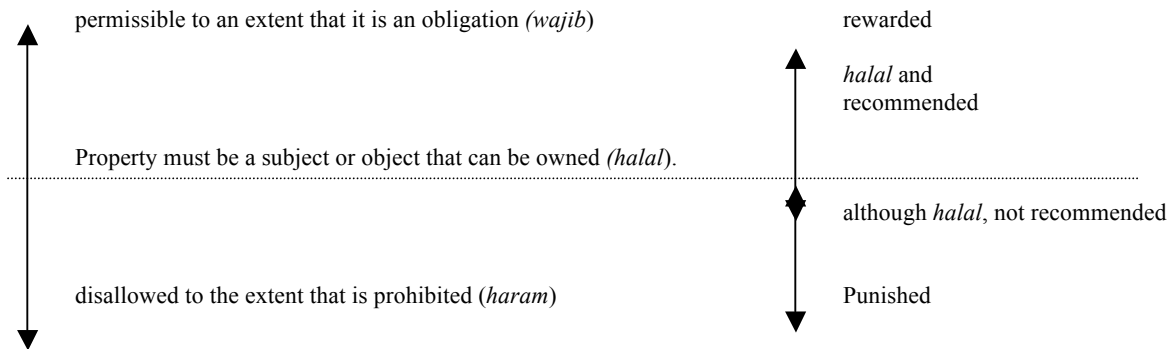 permissible to an extent that it is an obligation (wajib)
rewarded
halal and
recommended
Property must be a subject or object that can be owned (halal).
although halal, not recommended
disallowed to the extent that is prohibited (haram)
Punished